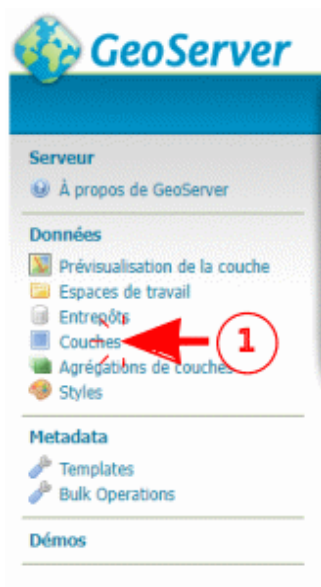 GeoServer
Serveur
À propos de GeoServer
Données
Prévisualisation de la couche
Espaces de travail
Entrepôts
Couches
1
Agrégations de couches
Styles
Metadata
Templates
Bulk Operations
Démos